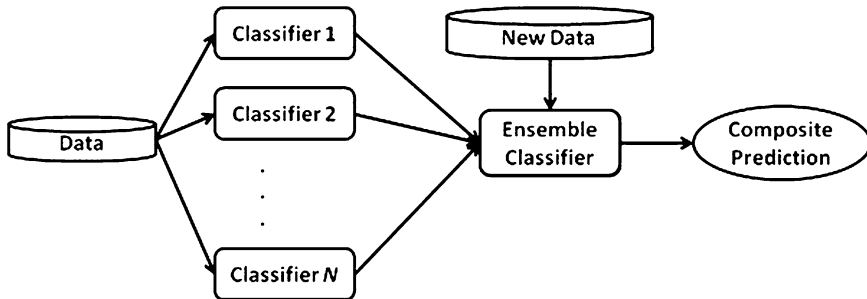 Classifier 1
New Data
Data
Classifier 2
Ensemble
Classifier
Composite
Prediction
Classifier N